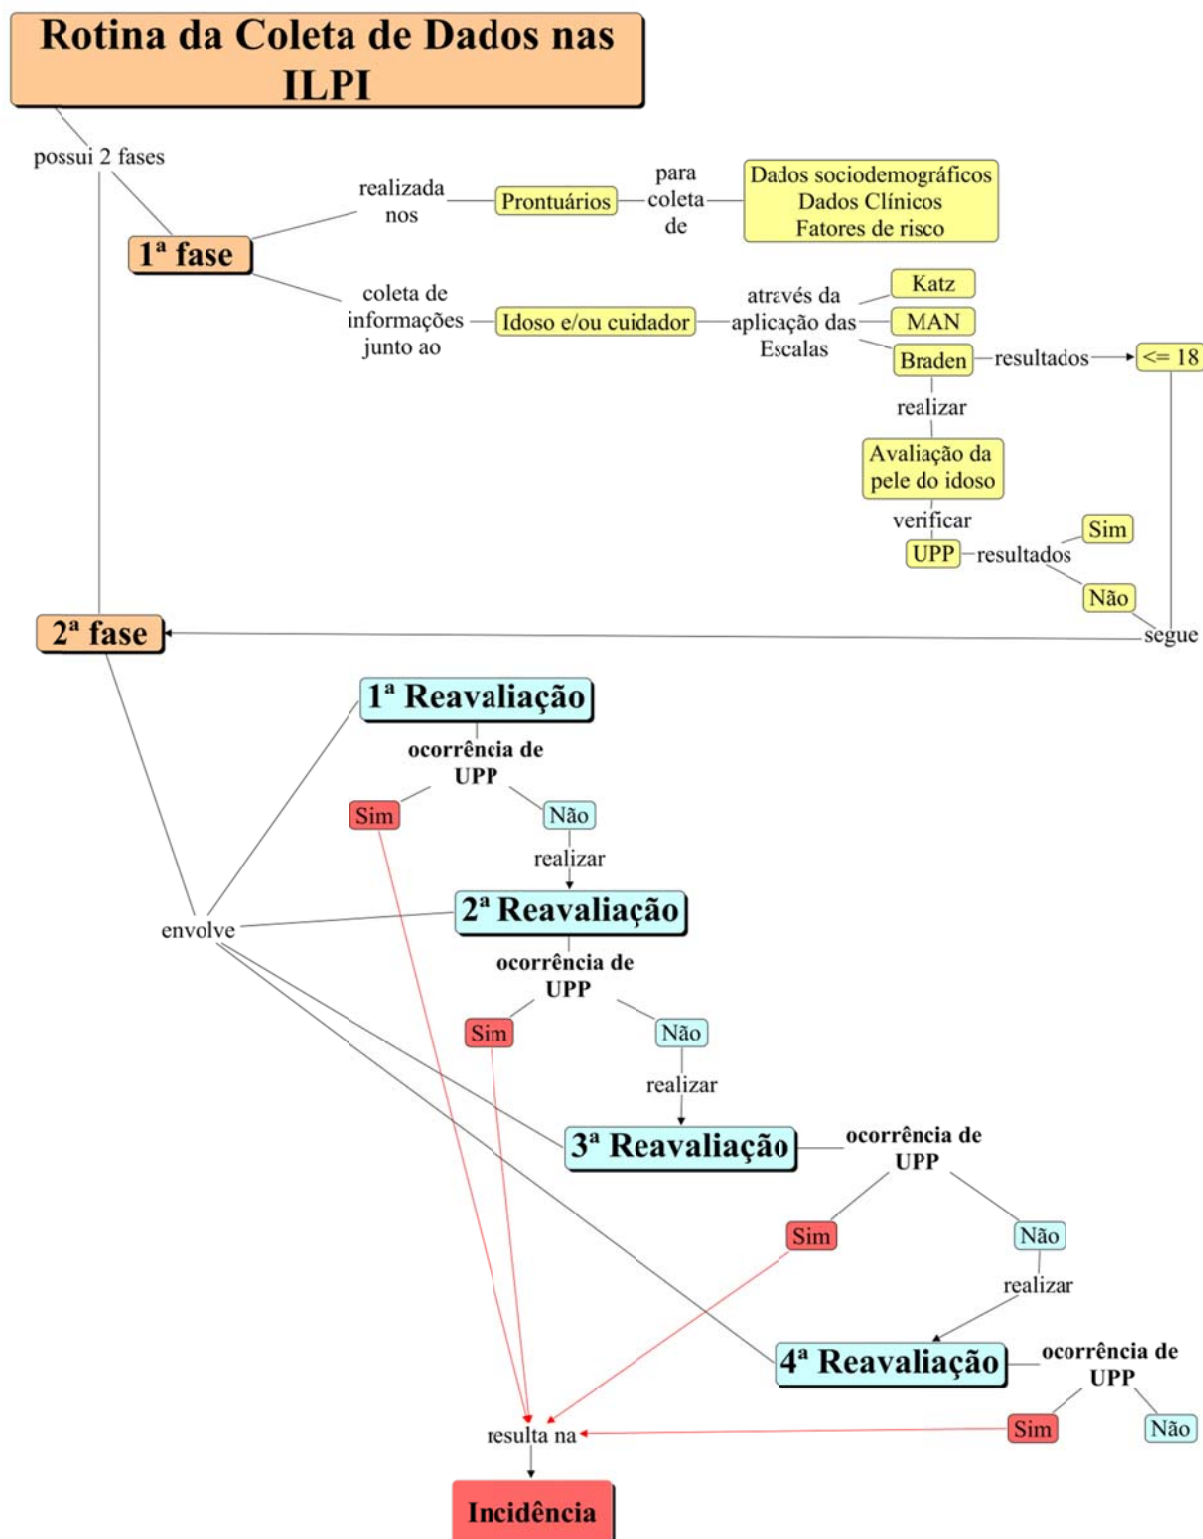 Rotina da Coleta de Dados nas
ILPI
possui 2 fases
1ª fase
realizada
nos
Prontuários
para
coleta
de
Dados sociodemográficos
Dados Clínicos
Fatores de risco
coleta de
informações
junto ao
Idoso e/ou cuidador
através da
aplicação das
Escalas
Katz
MAN
Braden
resultados
<= 18
realizar
Avaliação da
pele do idoso
verificar
UPP
resultados
Sim
Não
segue
2ª fase
envolve
1ª Reavaliação
ocorrência de
UPP
Sim
Não
realizar
2ª Reavaliação
ocorrência de
UPP
Sim
Não
realizar
3ª Reavaliação
ocorrência de
UPP
Sim
Não
realizar
4ª Reavaliação
ocorrência de
UPP
Sim
Não
resulta na
Incidência